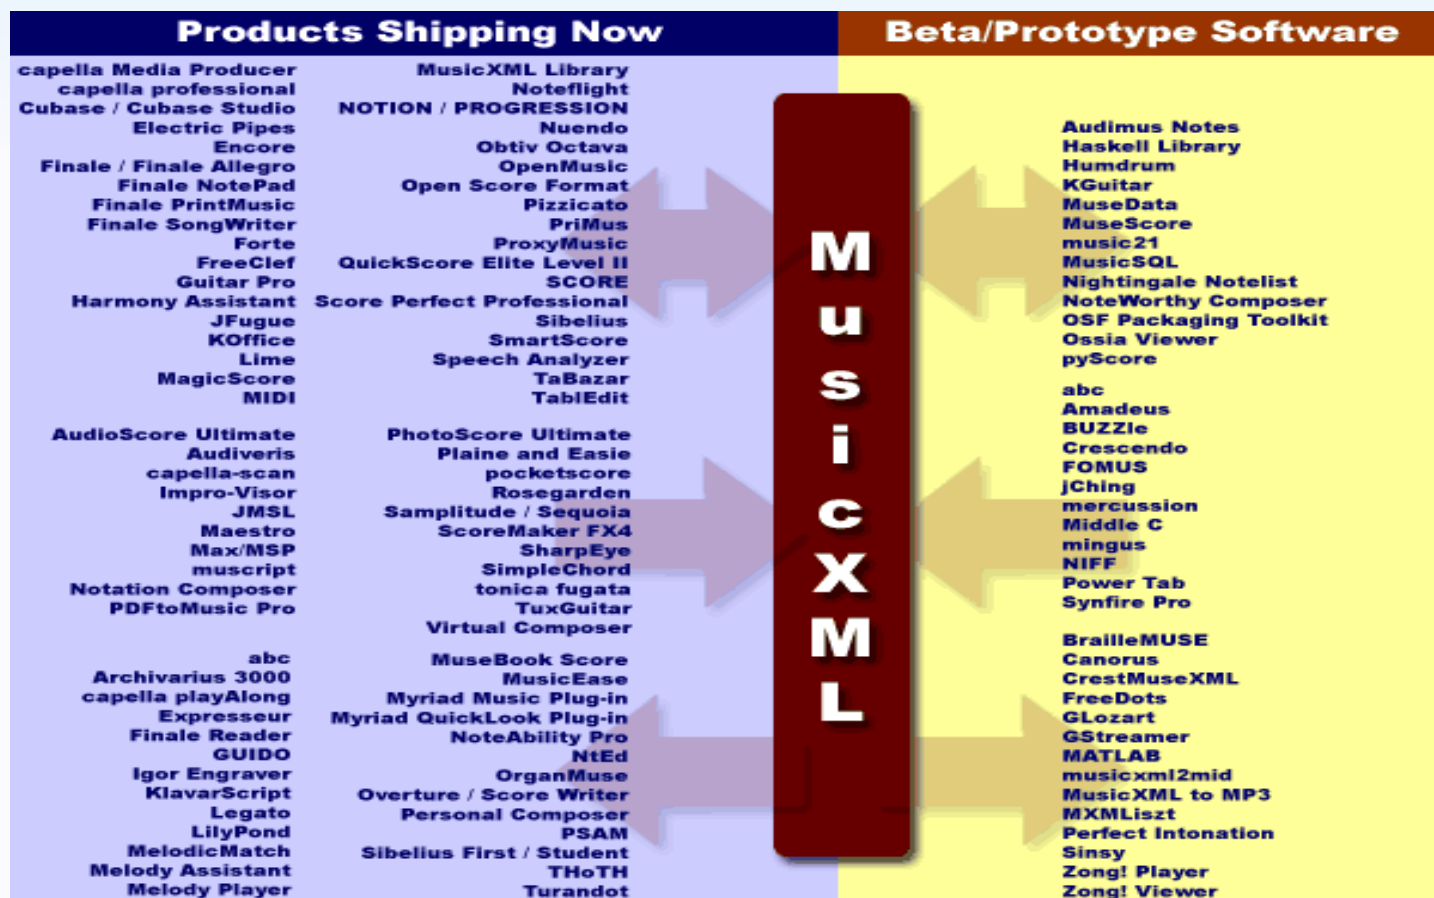 Products Shipping Now
Beta/Prototype Software
capella Media Producer
capella professional
Cubase / Cubase Studio
Electric Pipes
Encore
Finale / Finale Allegro
Finale NotePad
Finale PrintMusic
Finale SongWriter
Forte
FreeClef
Guitar Pro
Harmony Assistant
JFugue
KOffice
Lime
MagicScore
MIDI
MusicXML Library
Noteflight
NOTION / PROGRESSION
Nuendo
Obtiv Octava
OpenMusic
Open Score Format
Pizzicato
PriMus
ProxyMusic
QuickScore Elite Level II
SCORE
Score Perfect Professional
Sibelius
SmartScore
Speech Analyzer
TaBazar
TablEdit
AudioScore Ultimate
Audiveris
capella-scan
Impro-Visor
JMSL
Maestro
Max/MSP
muscript
Notation Composer
PDFtoMusic Pro
PhotoScore Ultimate
Plaine and Easie
pocketscore
Rosegarden
Samplitude / Sequoia
ScoreMaker FX4
SharpEye
SimpleChord
tonica fugata
TuxGuitar
Virtual Composer
abc
Archivarius 3000
capella playAlong
Expresseur
Finale Reader
GUIDO
Igor Engraver
KlavarScript
Legato
LilyPond
MelodicMatch
Melody Assistant
Melody Player
MuseBook Score
MusicEase
Myriad Music Plug-in
Myriad QuickLook Plug-in
NoteAbility Pro
NtEd
OrganMuse
Overture / Score Writer
Personal Composer
PSAM
Sibelius First / Student
THoTH
Turandot
MusicXML
Audimus Notes
Haskell Library
Humdrum
KGuitar
MuseData
MuseScore
music21
MusicSQL
Nightingale Notelist
NoteWorthy Composer
OSF Packaging Toolkit
Ossia Viewer
pyScore
abc
Amadeus
BUZZle
Crescendo
FOMUS
jChing
mercussion
Middle C
mingus
NIFF
Power Tab
Synfire Pro
BrailleMUSE
Canorus
CrestMuseXML
FreeDots
GLozart
GStreamer
MATLAB
musicxml2mid
MusicXML to MP3
MXMLiszt
Perfect Intonation
Sinsy
Zong! Player
Zong! Viewer